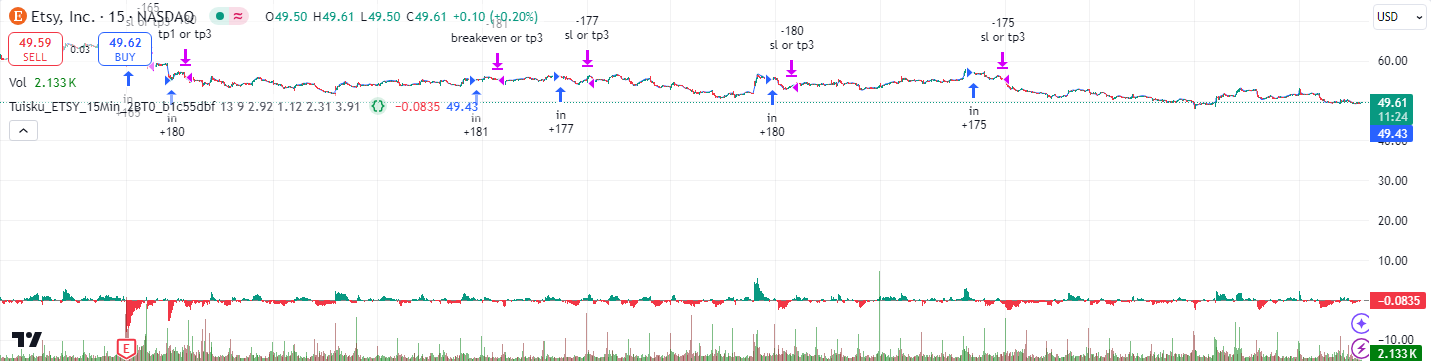 Etsy, Inc. · 15 · NASDAQ
O49.50 H49.61 L49.50 C49.61 +0.10 (+0.20%)
49.59
SELL
0.03
49.62
BUY
Vol 2.133 K
Tuisku_ETSY_15Min_2BT0_b1c55dbf 13 9 2.92 1.12 2.31 3.91 −0.0835 49.43
-165
tp1 or tp3
-181
breakeven or tp3
-177
sl or tp3
-180
sl or tp3
-175
sl or tp3
in
+165
in
+180
in
+181
in
+177
in
+180
in
+175
USD
60.00
49.61
11:24
49.43
40.00
30.00
20.00
10.00
−0.0835
−10.00
2.133 K
E